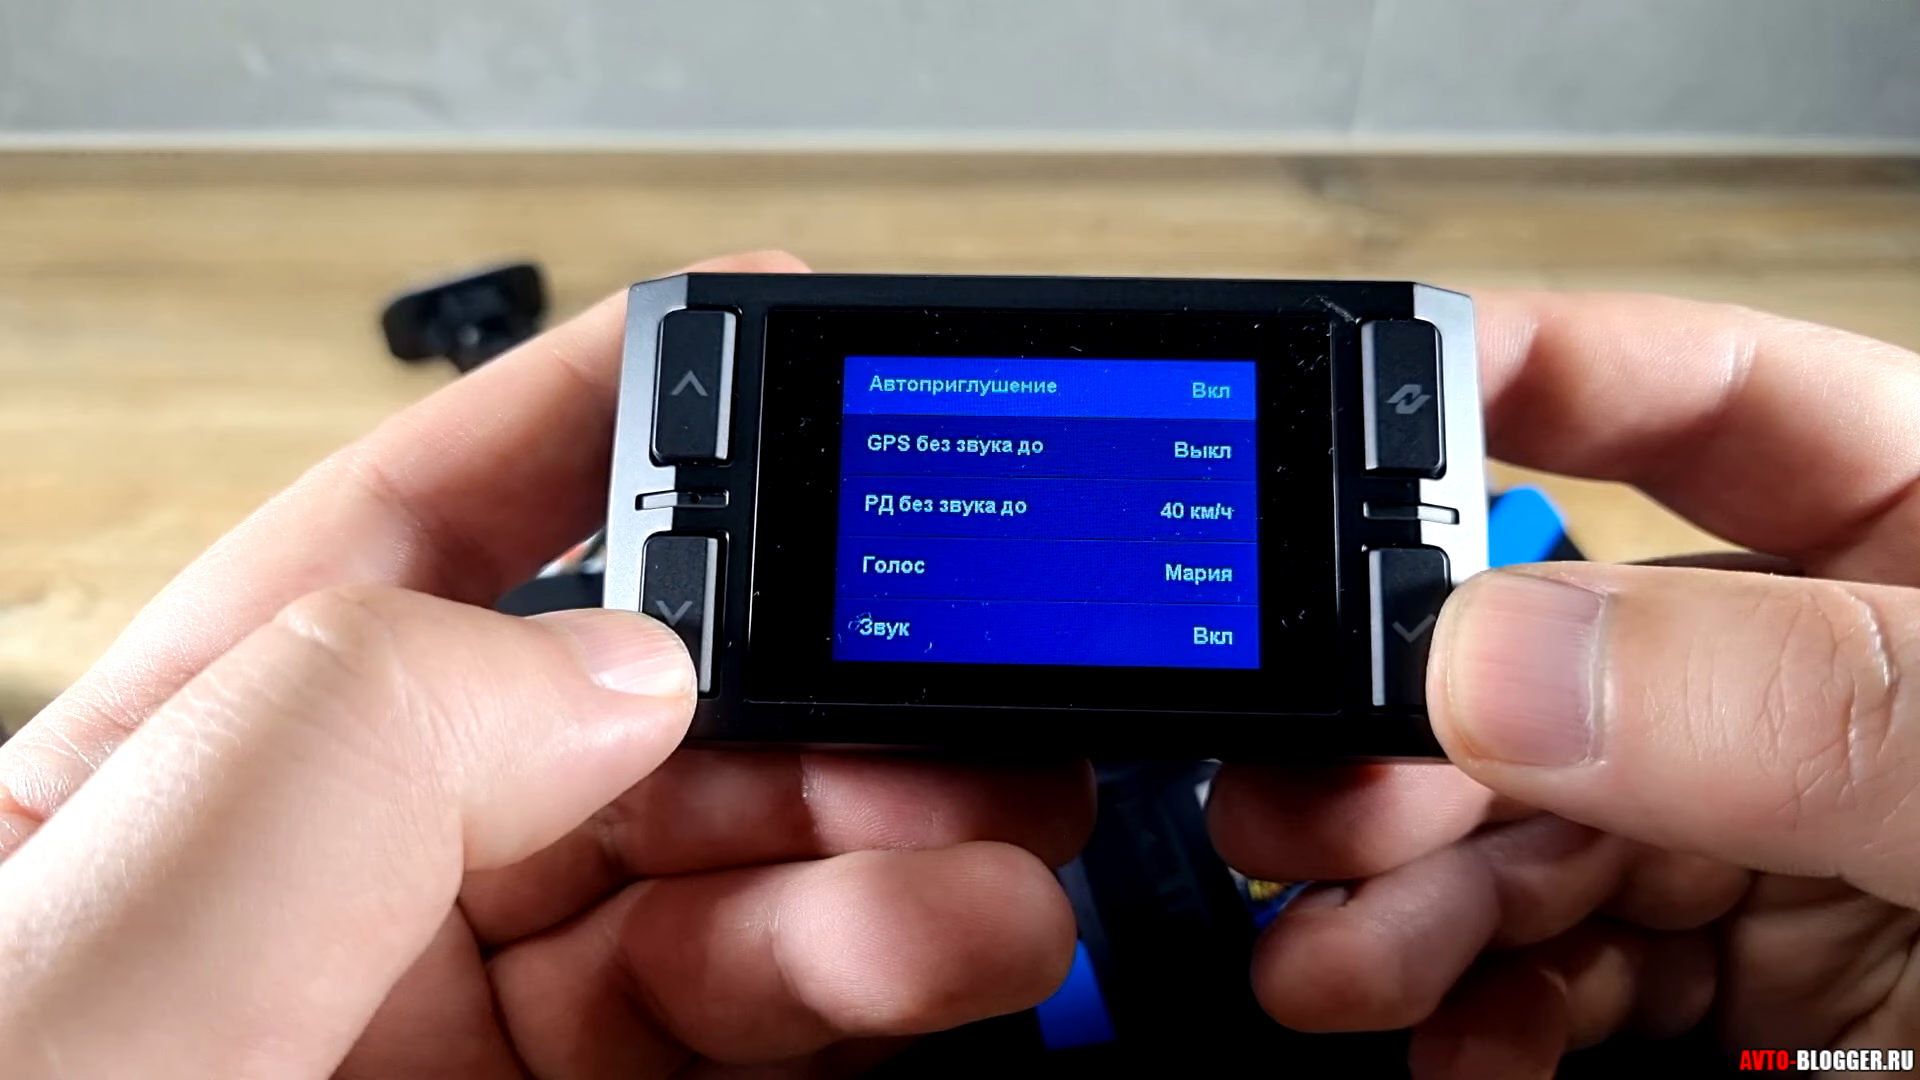 Автоприглушение Вкл
GPS без звука до Выкл
РД без звука до 40 км/ч
Голос Мария
Звук Вкл
AVTO-BLOGGER.RU